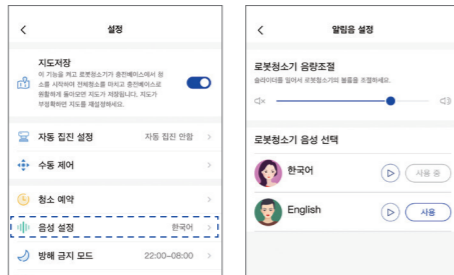 설정
지도저장
이 기능을 켜고 로봇청소기가 충전베이스에서 청
소를 시작하여 전체청소를 마치고 충전베이스로
원활하게 돌아오면 지도가 저장됩니다. 지도가
부정확하면 지도를 재설정하세요.
자동 집진 설정 자동 집진 안함
수동 제어
청소 예약
음성 설정 한국어
방해 금지 모드 22:00-08:00
알림음 설정
로봇청소기 음량조절
슬라이더를 밀어서 로봇청소기의 볼륨을 조절하세요.
로봇청소기 음성 선택
한국어 사용 중
English 사용